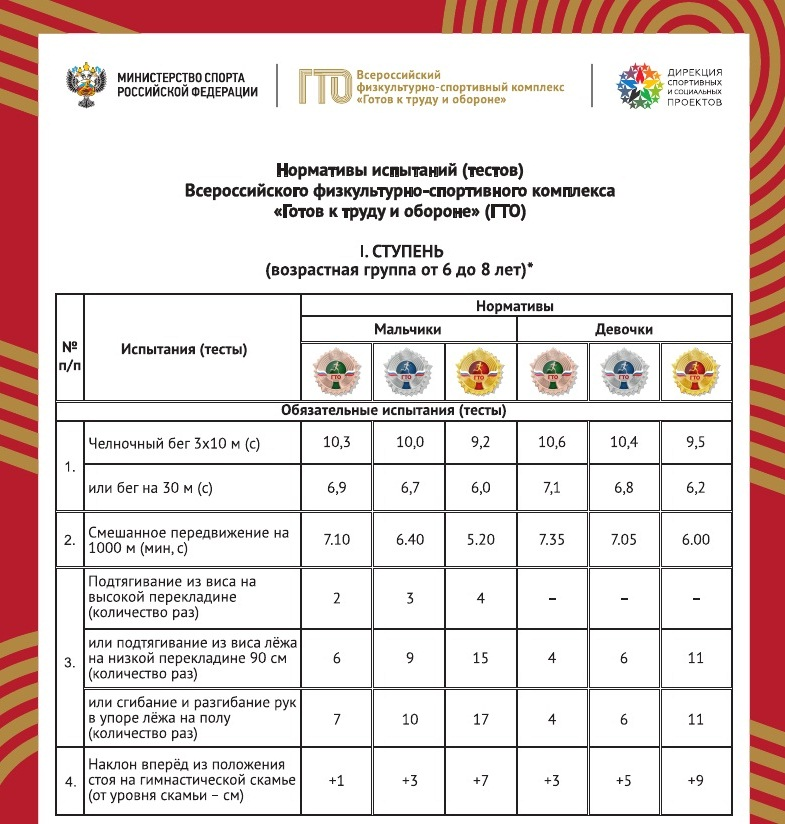 МИНИСТЕРСТВО СПОРТА
РОССИЙСКОЙ ФЕДЕРАЦИИ
ГТО
Всероссийский
физкультурно-спортивный комплекс
«Готов к труду и обороне»
ДИРЕКЦИЯ
СПОРТИВНЫХ
И СОЦИАЛЬНЫХ
ПРОЕКТОВ
Нормативы испытаний (тестов)
Всероссийского физкультурно-спортивного комплекса
«Готов к труду и обороне» (ГТО)
I. СТУПЕНЬ
(возрастная группа от 6 до 8 лет)*
№ п/п Испытания (тесты) Нормативы
Мальчики Девочки
ГТО ГТО ГТО ГТО ГТО ГТО
Обязательные испытания (тесты)
1. Челночный бег 3х10 м (с) 10,3 10,0 9,2 10,6 10,4 9,5
или бег на 30 м (с) 6,9 6,7 6,0 7,1 6,8 6,2
2. Смешанное передвижение на
1000 м (мин, с) 7.10 6.40 5.20 7.35 7.05 6.00
3. Подтягивание из виса на
высокой перекладине 2 3 4 – – –
(количество раз)
или подтягивание из виса лёжа
на низкой перекладине 90 см 6 9 15 4 6 11
(количество раз)
или сгибание и разгибание рук
в упоре лёжа на полу 7 10 17 4 6 11
(количество раз)
4. Наклон вперёд из положения
стоя на гимнастической скамье +1 +3 +7 +3 +5 +9
(от уровня скамьи – см)